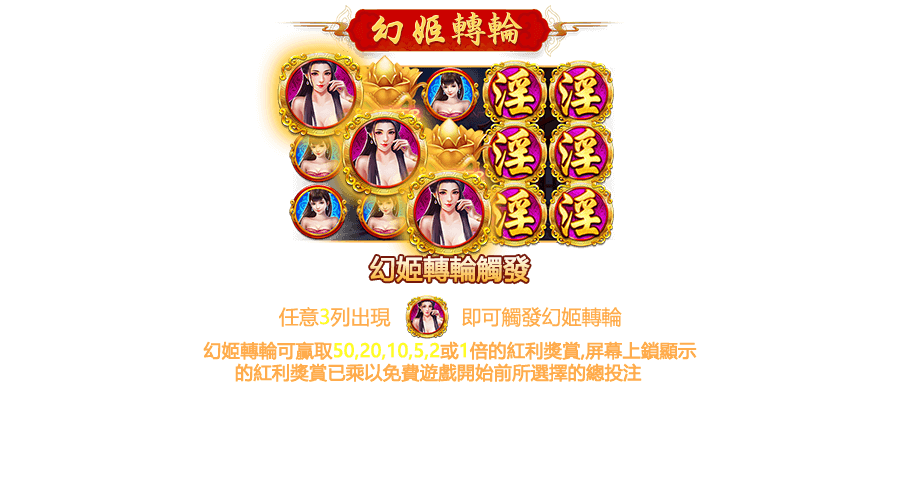 幻姬轉輪
淫 淫
淫 淫
淫 淫
幻姬轉輪觸發
任意3列出現 即可觸發幻姬轉輪
幻姬轉輪可贏取50,20,10,5,2或1倍的紅利獎賞,屏幕上鎖顯示
的紅利獎賞已乘以免費遊戲開始前所選擇的總投注